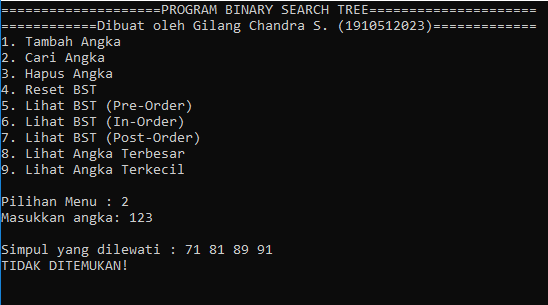 ====================PROGRAM BINARY SEARCH TREE=====================
============Dibuat oleh Gilang Chandra S. (1910512023)=============
1. Tambah Angka
2. Cari Angka
3. Hapus Angka
4. Reset BST
5. Lihat BST (Pre-Order)
6. Lihat BST (In-Order)
7. Lihat BST (Post-Order)
8. Lihat Angka Terbesar
9. Lihat Angka Terkecil
Pilihan Menu : 2
Masukkan angka: 123
Simpul yang dilewati : 71 81 89 91
TIDAK DITEMUKAN!